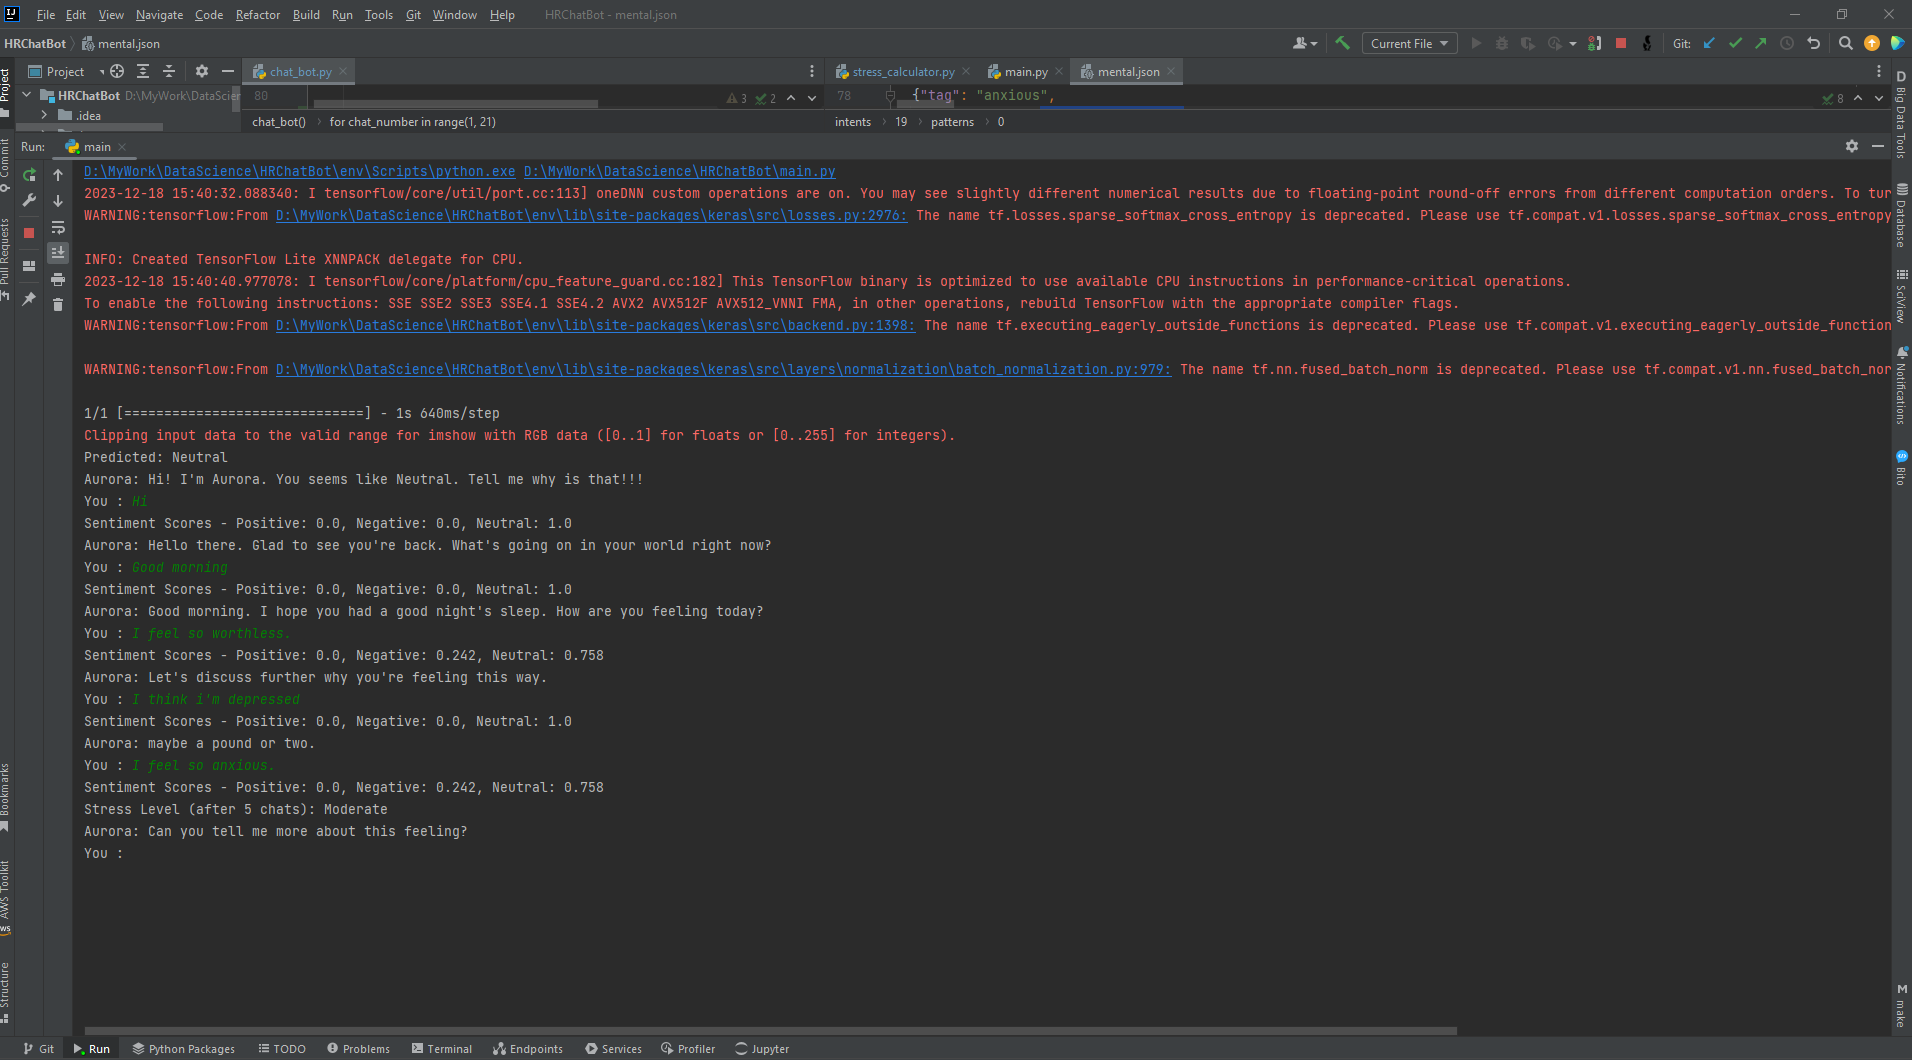 File Edit View Navigate Code Refactor Build Run Tools Git Window Help HRChatBot - mental.json
HRChatBot mental.json Current File Git:
Project chat_bot.py stress_calculator.py main.py mental.json
HRChatBot D:\MyWork\DataScien 80 3 2 78 {"tag": "anxious", 8
.idea chat_bot() for chat_number in range(1, 21) intents 19 patterns 0
Run: main
D:\MyWork\DataScience\HRChatBot\env\Scripts\python.exe D:\MyWork\DataScience\HRChatBot\main.py
2023-12-18 15:40:32.088340: I tensorflow/core/util/port.cc:113] oneDNN custom operations are on. You may see slightly different numerical results due to floating-point round-off errors from different computation orders. To tur
WARNING:tensorflow:From D:\MyWork\DataScience\HRChatBot\env\lib\site-packages\keras\src\losses.py:2976: The name tf.losses.sparse_softmax_cross_entropy is deprecated. Please use tf.compat.v1.losses.sparse_softmax_cross_entropy
INFO: Created TensorFlow Lite XNNPACK delegate for CPU.
2023-12-18 15:40:40.977078: I tensorflow/core/platform/cpu_feature_guard.cc:182] This TensorFlow binary is optimized to use available CPU instructions in performance-critical operations.
To enable the following instructions: SSE SSE2 SSE3 SSE4.1 SSE4.2 AVX2 AVX512F AVX512_VNNI FMA, in other operations, rebuild TensorFlow with the appropriate compiler flags.
WARNING:tensorflow:From D:\MyWork\DataScience\HRChatBot\env\lib\site-packages\keras\src\backend.py:1398: The name tf.executing_eagerly_outside_functions is deprecated. Please use tf.compat.v1.executing_eagerly_outside_function
WARNING:tensorflow:From D:\MyWork\DataScience\HRChatBot\env\lib\site-packages\keras\src\layers\normalization\batch_normalization.py:979: The name tf.nn.fused_batch_norm is deprecated. Please use tf.compat.v1.nn.fused_batch_nor
1/1 [==============================] - 1s 640ms/step
Clipping input data to the valid range for imshow with RGB data ([0..1] for floats or [0..255] for integers).
Predicted: Neutral
Aurora: Hi! I'm Aurora. You seems like Neutral. Tell me why is that!!!
You : Hi
Sentiment Scores - Positive: 0.0, Negative: 0.0, Neutral: 1.0
Aurora: Hello there. Glad to see you're back. What's going on in your world right now?
You : Good morning
Sentiment Scores - Positive: 0.0, Negative: 0.0, Neutral: 1.0
Aurora: Good morning. I hope you had a good night's sleep. How are you feeling today?
You : I feel so worthless.
Sentiment Scores - Positive: 0.0, Negative: 0.242, Neutral: 0.758
Aurora: Let's discuss further why you're feeling this way.
You : I think i'm depressed
Sentiment Scores - Positive: 0.0, Negative: 0.0, Neutral: 1.0
Aurora: maybe a pound or two.
You : I feel so anxious.
Sentiment Scores - Positive: 0.0, Negative: 0.242, Neutral: 0.758
Stress Level (after 5 chats): Moderate
Aurora: Can you tell me more about this feeling?
You :
Project
Commit
Pull Requests
Bookmarks
AWS Toolkit
Structure
D
Big Data Tools
Database
SciView
Notifications
Bito
M
make
Git Run Python Packages TODO Problems Terminal Endpoints Services Profiler Jupyter